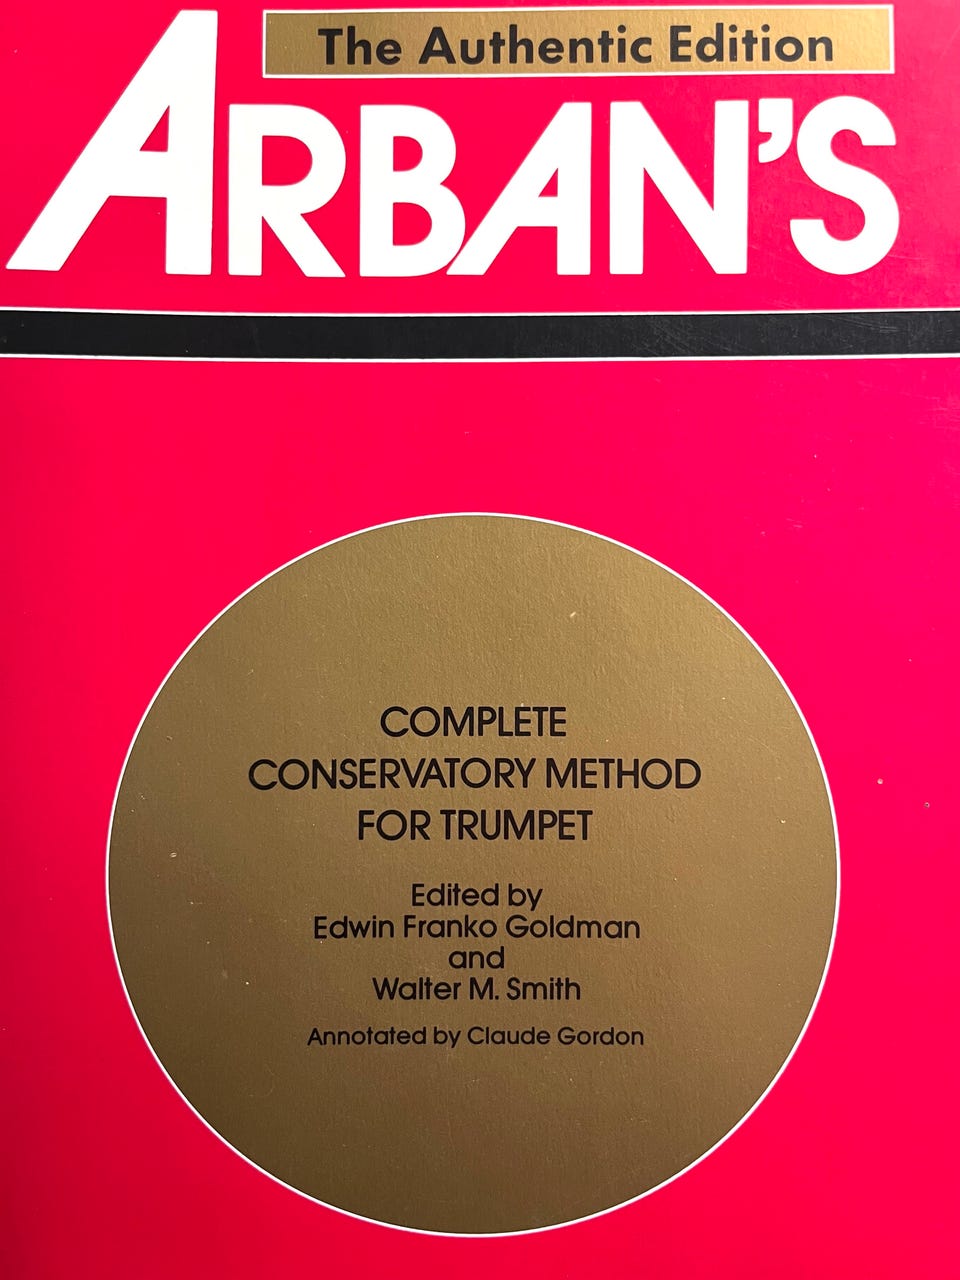 The Authentic Edition
ARBAN'S
COMPLETE
CONSERVATORY METHOD
FOR TRUMPET
Edited by
Edwin Franko Goldman
and
Walter M. Smith
Annotated by Claude Gordon